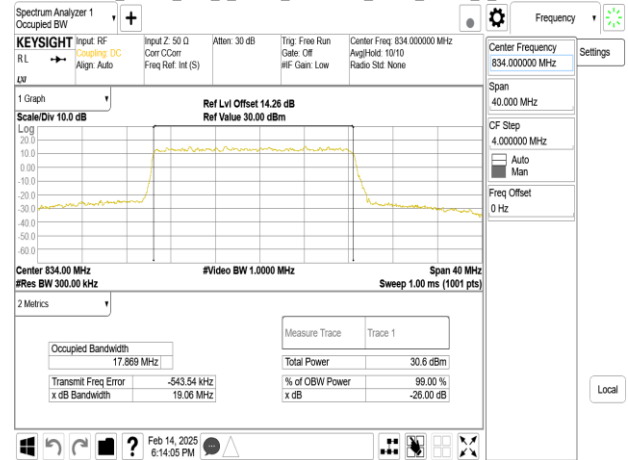 Spectrum Analyzer 1
Occupied BW
Frequency
KEYSIGHT
Input: RF
Coupling: DC
Align: Auto
Input Z: 50 Ω
Corr CCorr
Freq Ref: Int (S)
Atten: 30 dB
Trig: Free Run
Gate: Off
#IF Gain: Low
Center Freq: 834.000000 MHz
Avg|Hold: 10/10
Radio Std: None
RL
LXI
Center Frequency
834.000000 MHz
Settings
Span
40.000 MHz
CF Step
4.000000 MHz
Auto
Man
Freq Offset
0 Hz
Local
1 Graph
Scale/Div 10.0 dB
Ref Lvl Offset 14.26 dB
Ref Value 30.00 dBm
Log
20.0
10.0
0.00
-10.0
-20.0
-30.0
-40.0
-50.0
-60.0
Center 834.00 MHz
#Video BW 1.0000 MHz
Span 40 MHz
#Res BW 300.00 kHz
Sweep 1.00 ms (1001 pts)
2 Metrics
Measure Trace
Trace 1
Occupied Bandwidth
17.869 MHz
Total Power
30.6 dBm
Transmit Freq Error
-543.54 kHz
% of OBW Power
99.00 %
x dB Bandwidth
19.06 MHz
x dB
-26.00 dB
Feb 14, 2025
6:14:05 PM